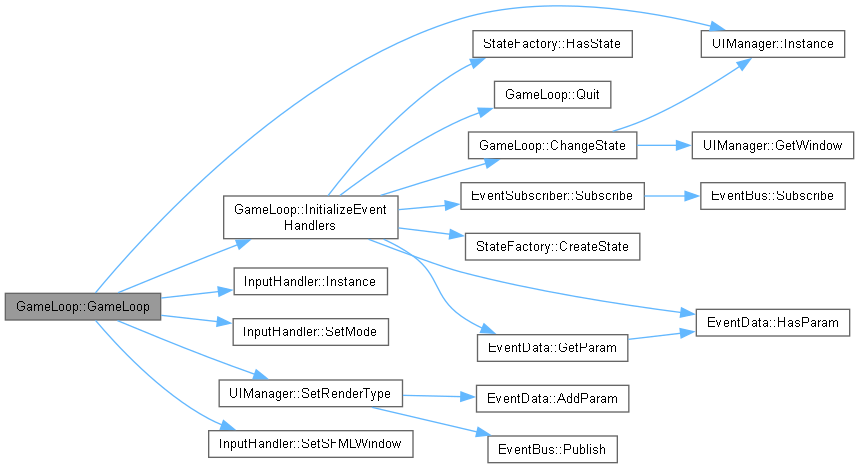 StateFactory::HasState
UIManager::Instance
GameLoop::Quit
GameLoop::ChangeState
UIManager::GetWindow
EventSubscriber::Subscribe
EventBus::Subscribe
GameLoop::InitializeEvent
Handlers
StateFactory::CreateState
InputHandler::Instance
GameLoop::GameLoop
InputHandler::SetMode
EventData::HasParam
EventData::GetParam
UIManager::SetRenderType
EventData::AddParam
InputHandler::SetSFMLWindow
EventBus::Publish